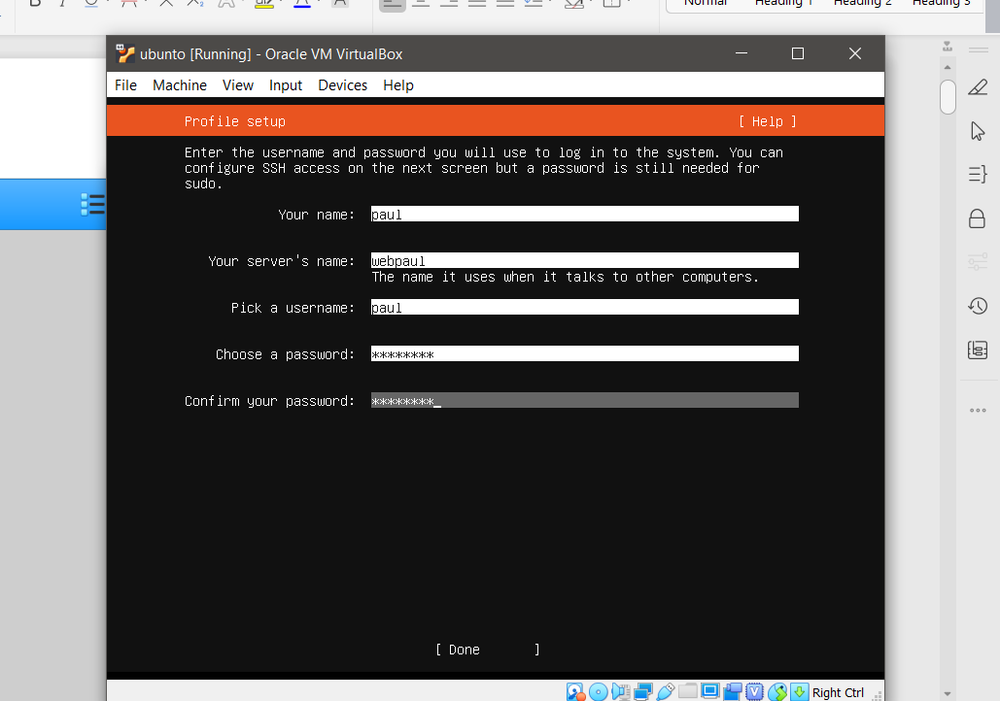 Normal Heading 1 Heading 2 Heading 3
ubunto [Running] - Oracle VM VirtualBox
File Machine View Input Devices Help
Profile setup [ Help ]
Enter the username and password you will use to log in to the system. You can
configure SSH access on the next screen but a password is still needed for
sudo.
Your name: paul
Your server's name: webpaul
The name it uses when it talks to other computers.
Pick a username: paul
Choose a password: ********
Confirm your password: ********_
[ Done ]
Right Ctrl